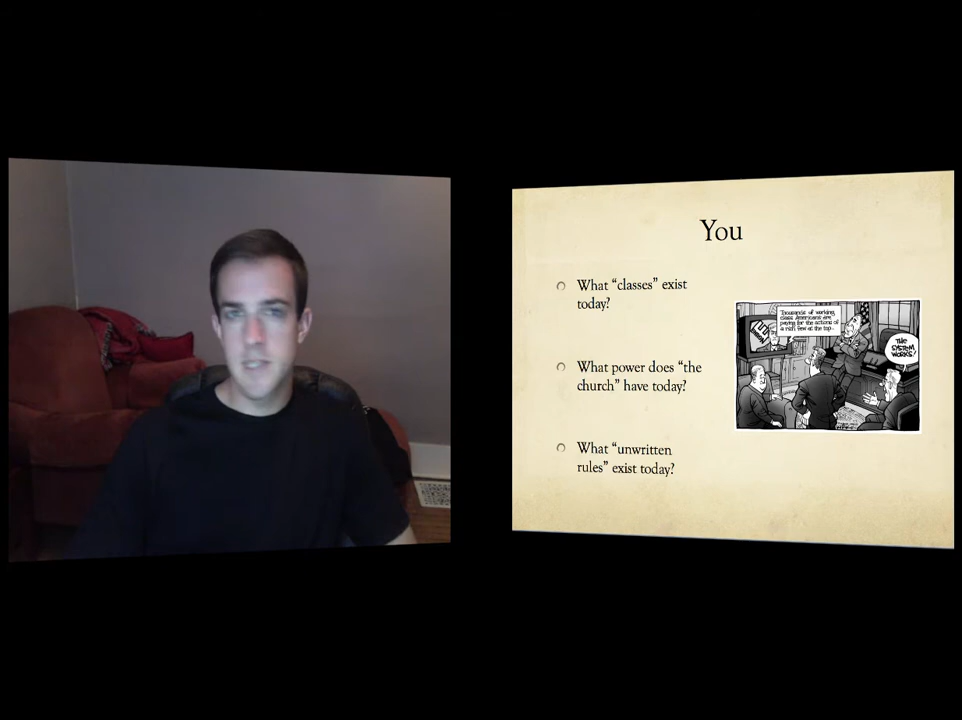 You
What “classes” exist
today?
What power does “the
church” have today?
What “unwritten
rules” exist today?
Thousands of working
class Americans are
paying for the actions of
a rich few at the top...
THE
SYSTEM
WORKS!